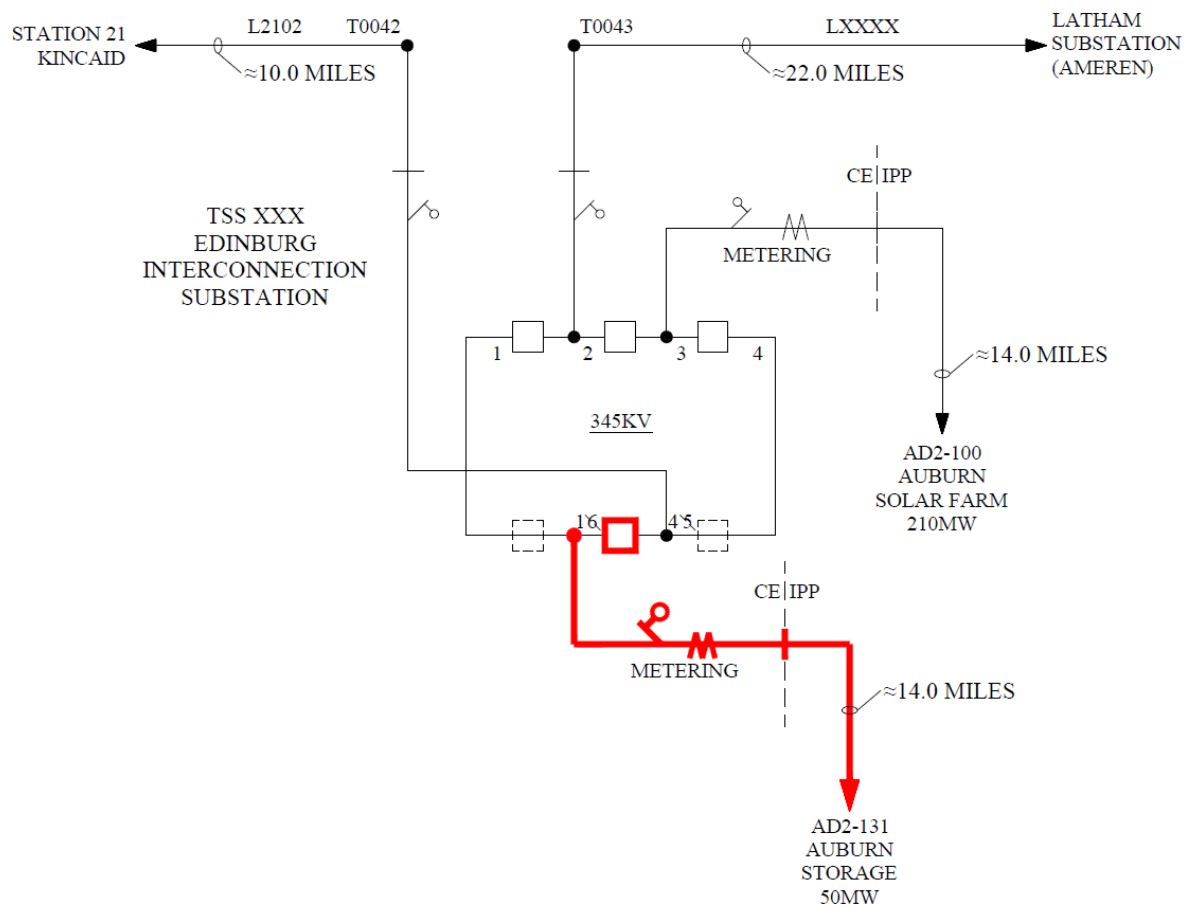 STATION 21
KINCAID
L2102
T0042
≈10.0 MILES
T0043
LXXXX
≈22.0 MILES
LATHAM
SUBSTATION
(AMEREN)
TSS XXX
EDINBURG
INTERCONNECTION
SUBSTATION
CE IPP
METERING
≈14.0 MILES
AD2-100
AUBURN
SOLAR FARM
210MW
1
2
3
4
345KV
1 6
4 5
CE IPP
METERING
≈14.0 MILES
AD2-131
AUBURN
STORAGE
50MW